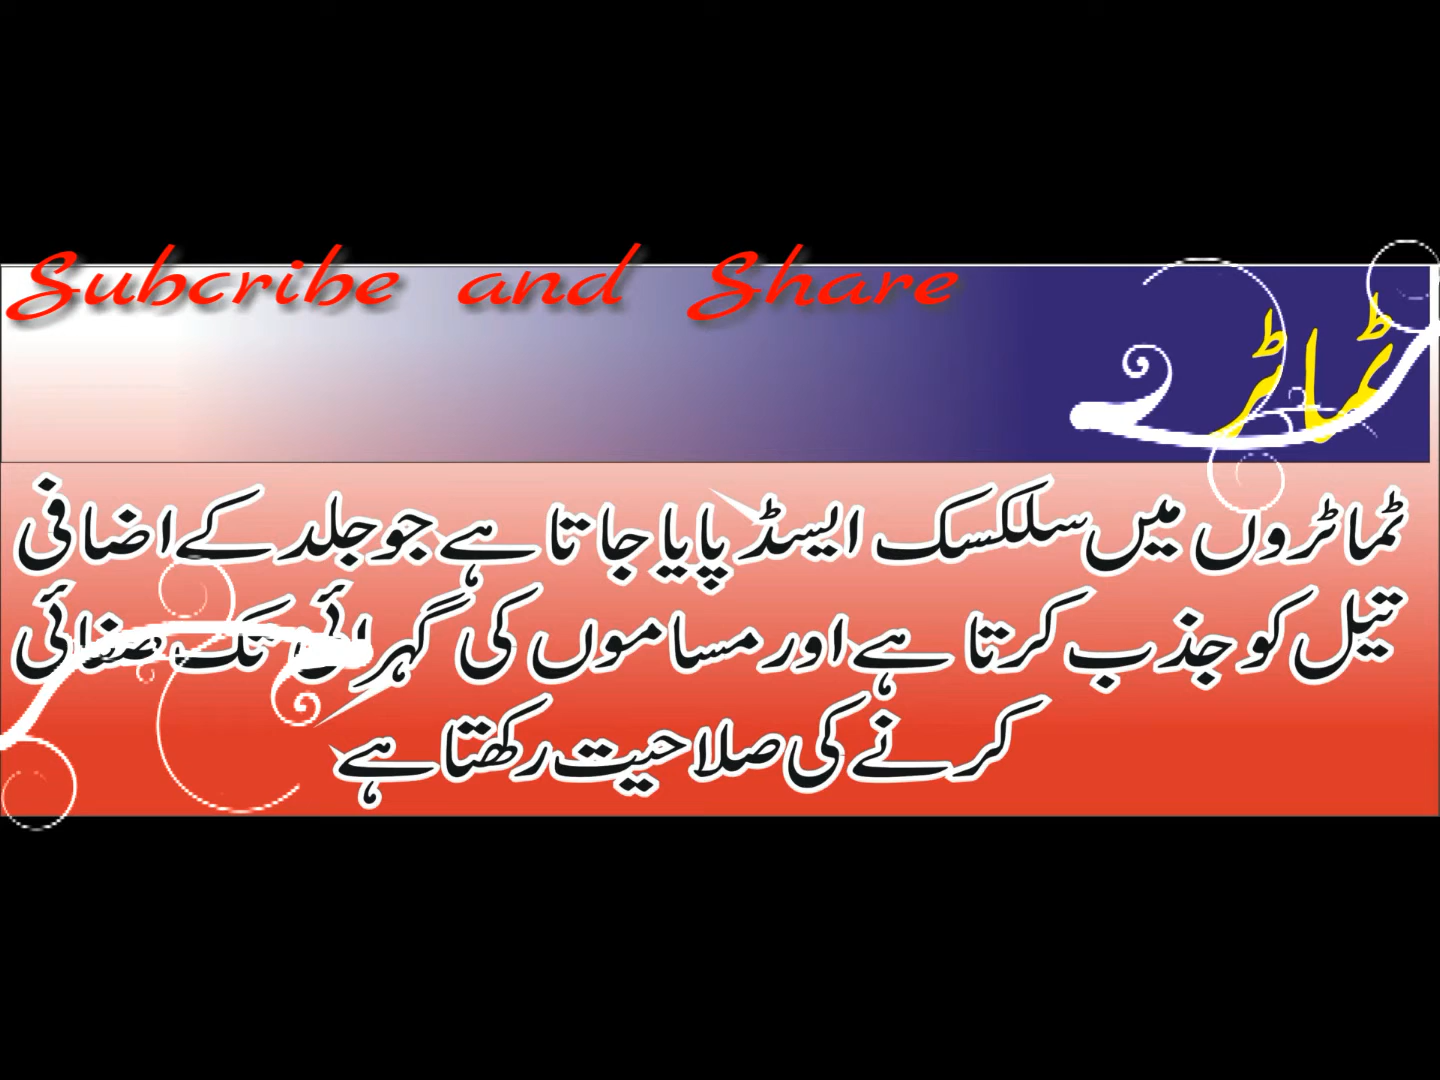 Subcribe and Share
ٹماٹر
ٹماٹروں میں سلکسک ایسڈ پایا جاتا ہے جو جلد کے اضافی
تیل کو جذب کرتا ہے اور مساموں کی گہرائی تک صفائی
کرنے کی صلاحیت رکھتا ہے